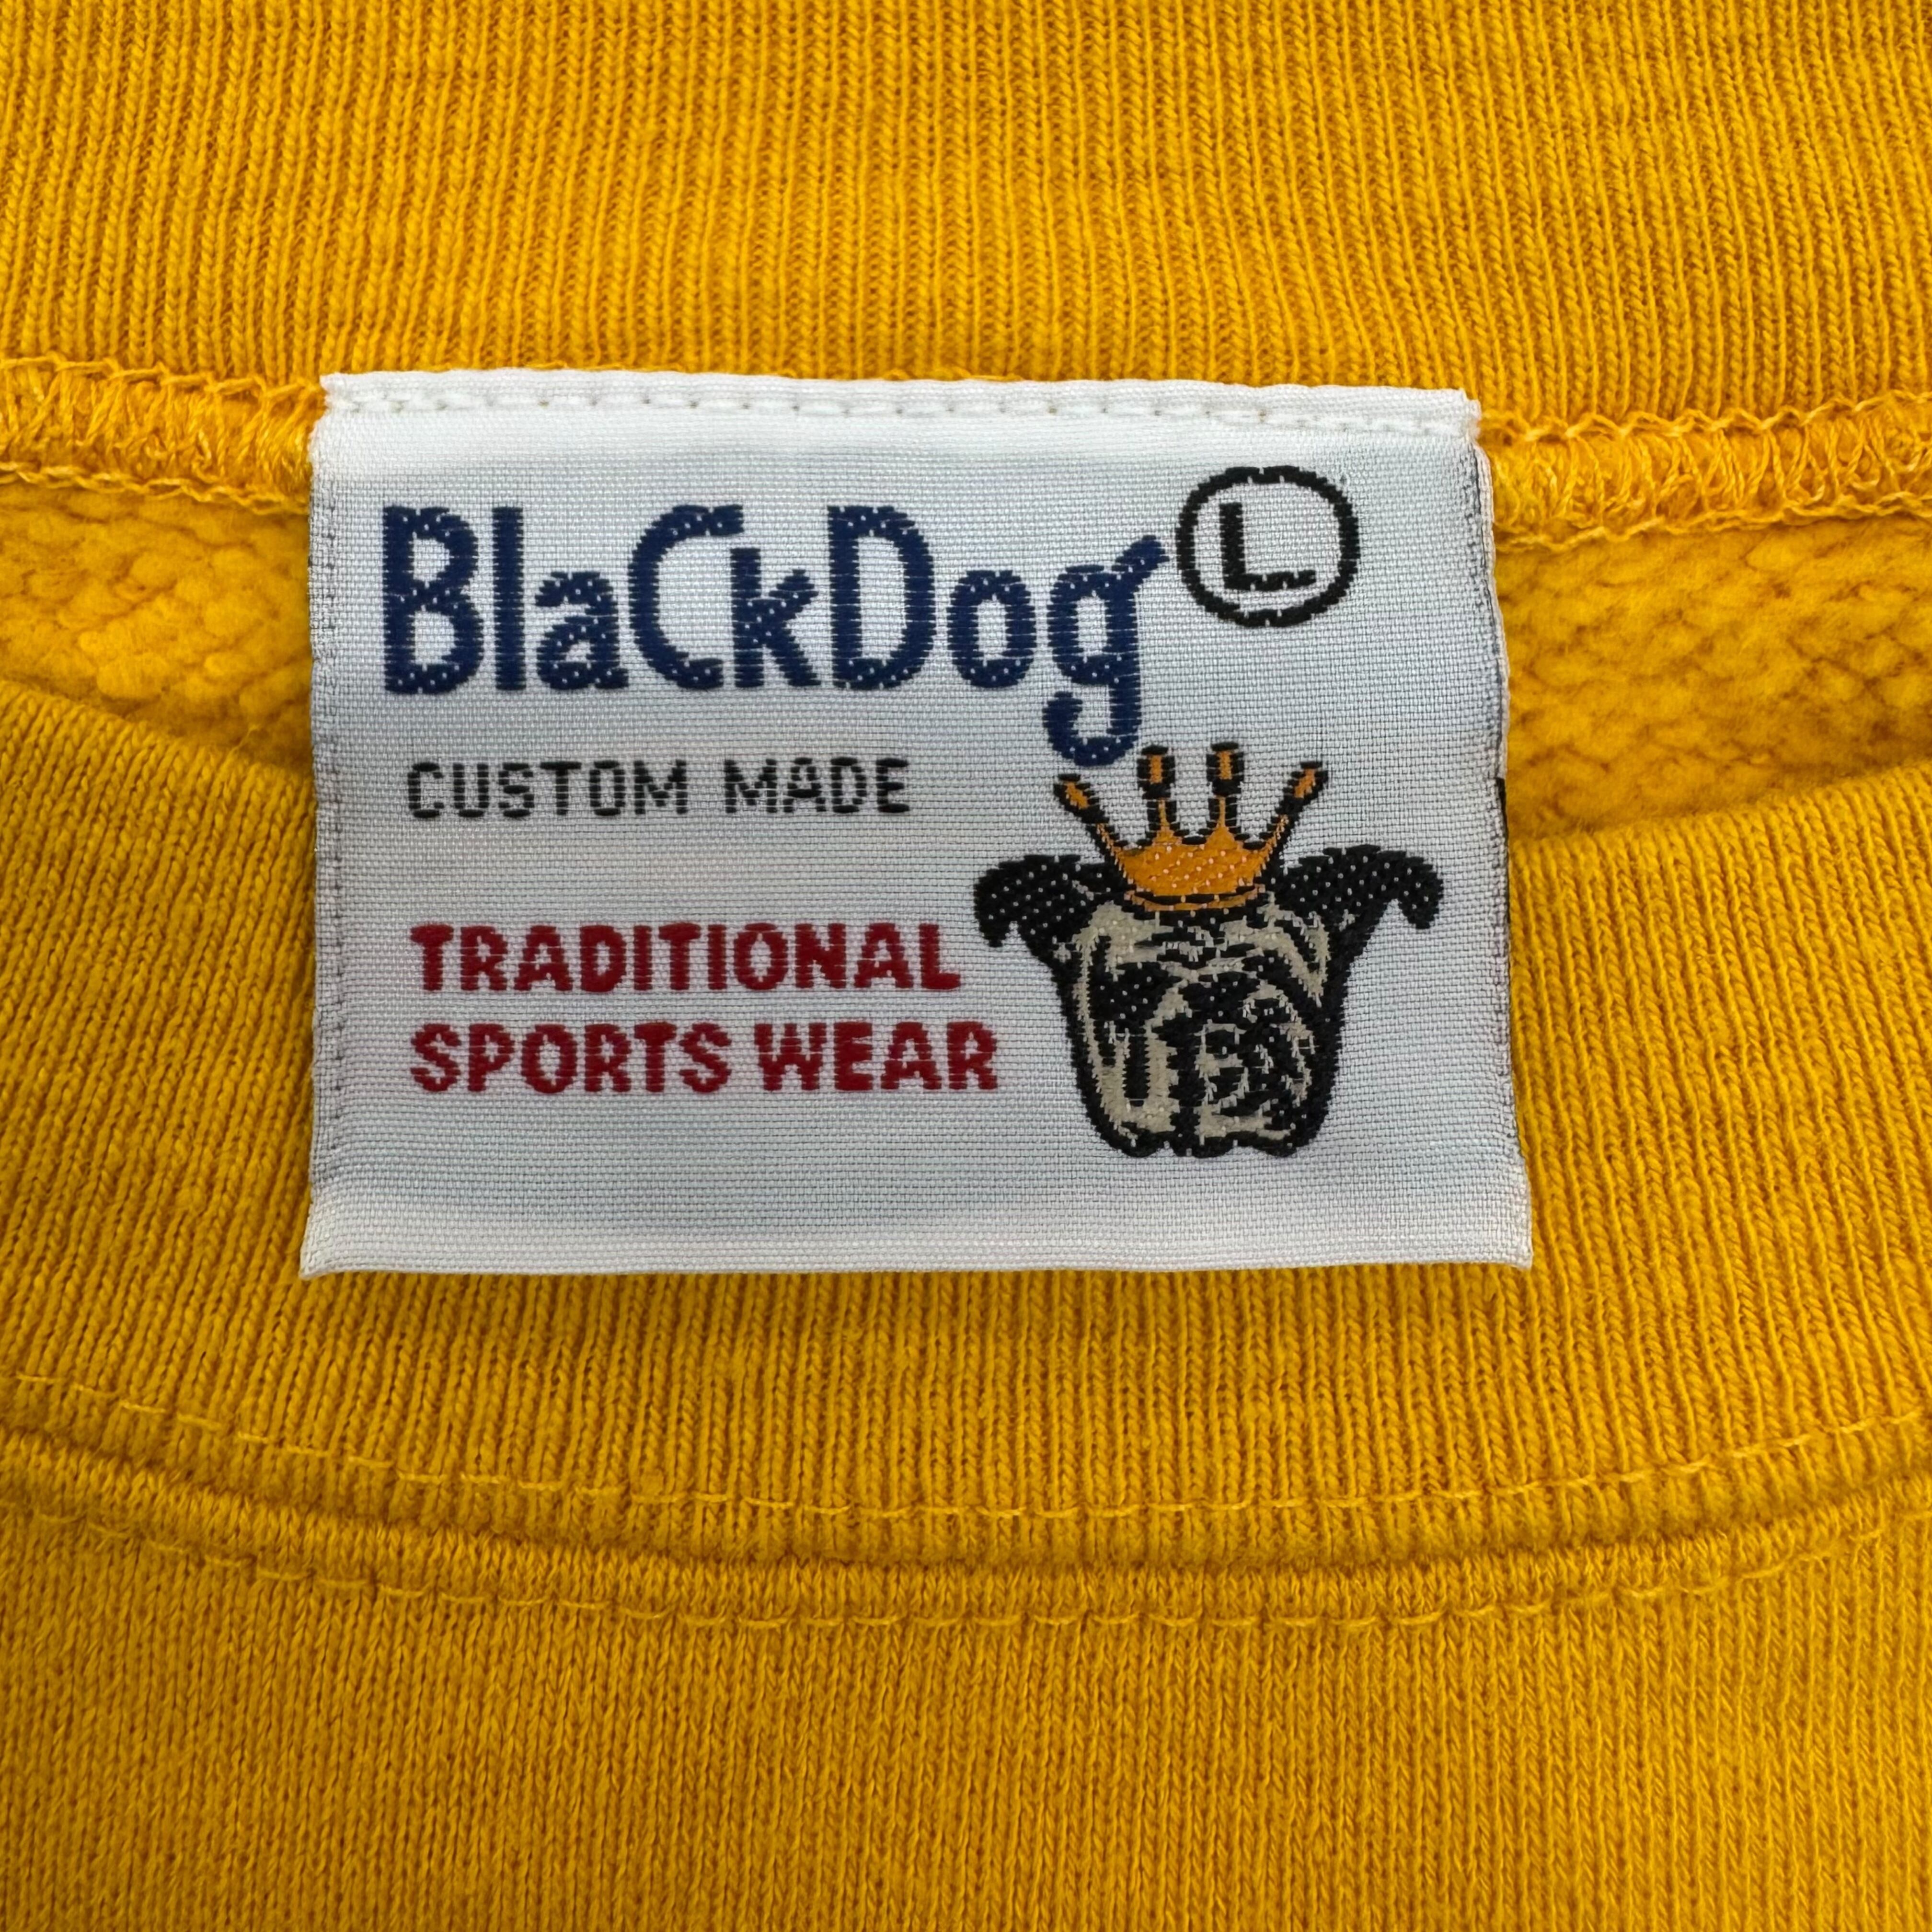 BlaCkDog L
CUSTOM MADE
TRADITIONAL
SPORTS WEAR